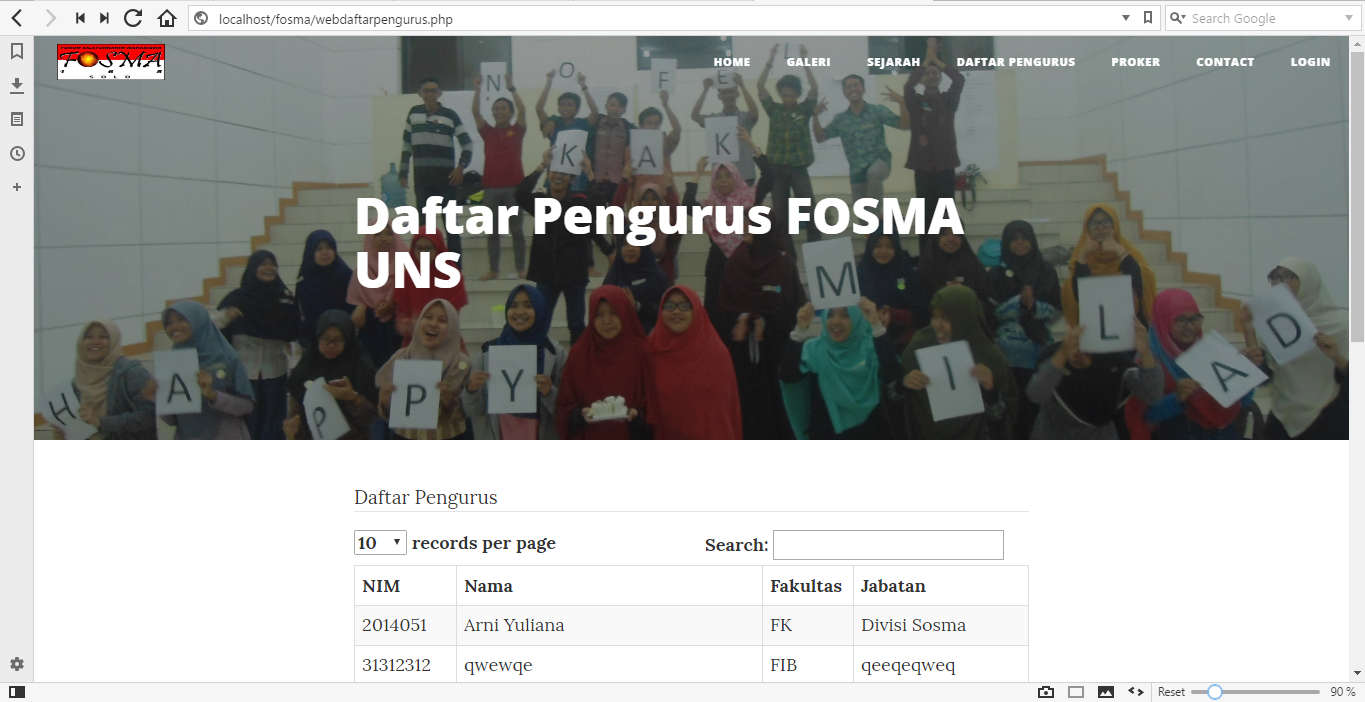 localhost/fosma/webdaftarpengurus.php
Search Google
FOSMA
SOLO
HOME GALERI SEJARAH DAFTAR PENGURUS PROKER CONTACT LOGIN
N O F E L
K A K
Daftar Pengurus FOSMA
UNS
H A P P Y M I L A D
Daftar Pengurus
10 records per page Search:
NIM Nama Fakultas Jabatan
2014051 Arni Yuliana FK Divisi Sosma
31312312 qwewqe FIB qeeqeqweq
Reset 90 %